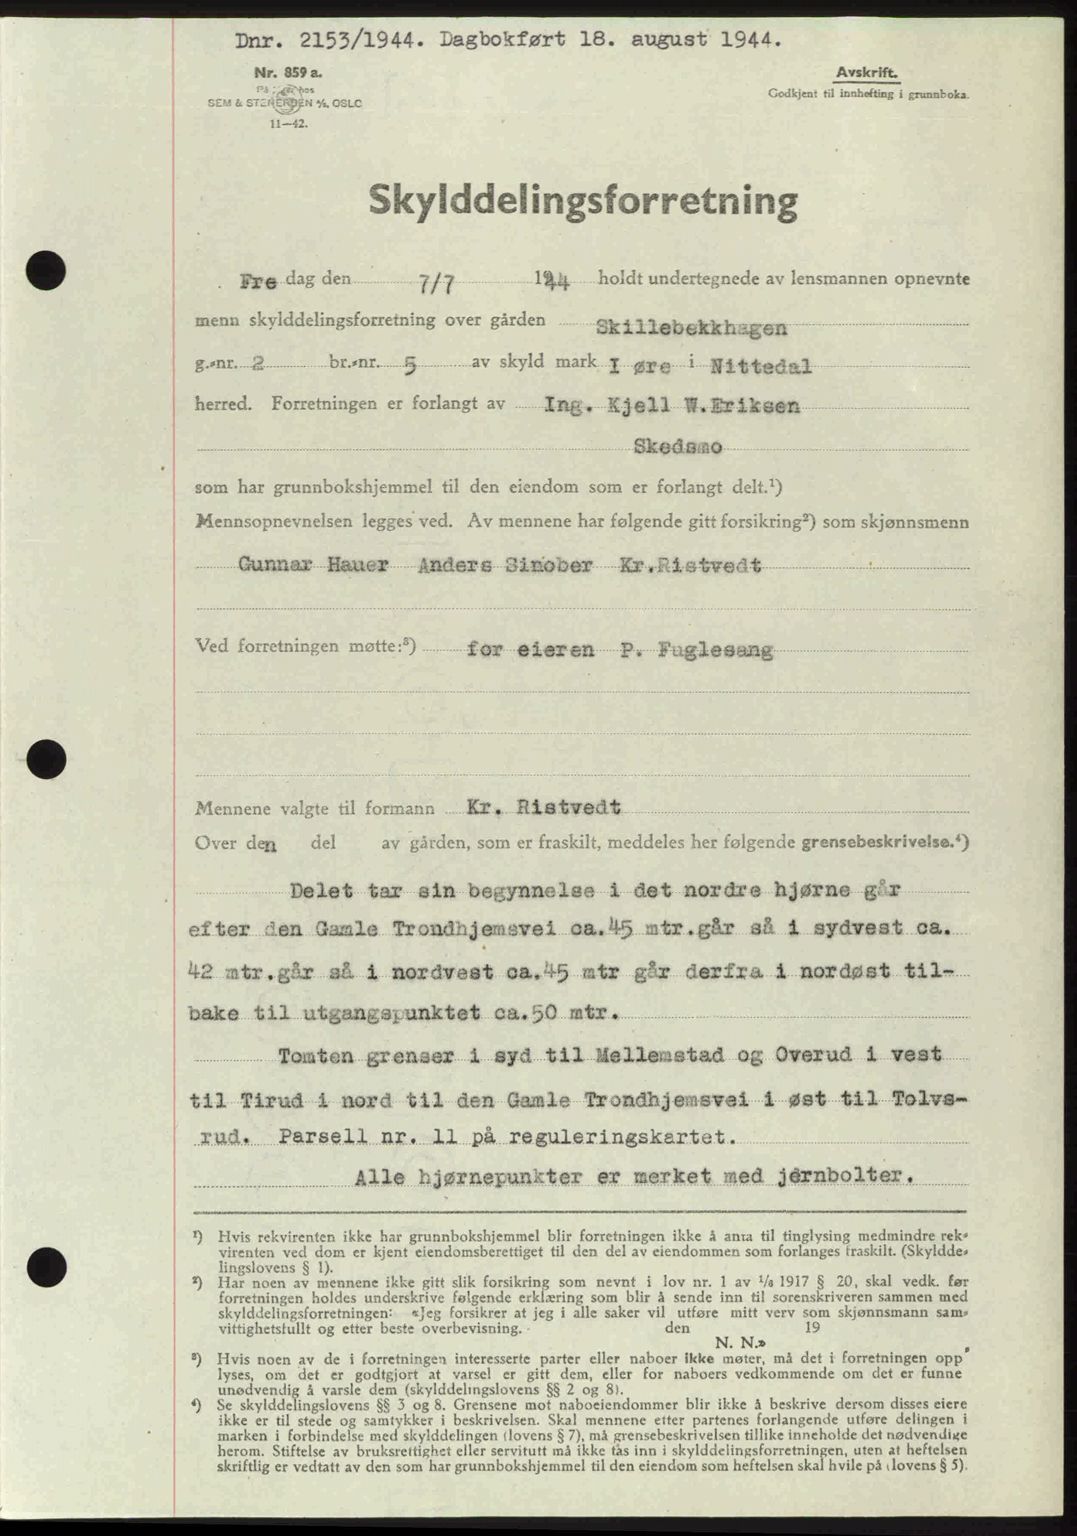 Dnr. 2153/1944. Dagbokført 18. august 1944.
Nr. 859 a.
SEM & STENERSEN A/S. OSLO
11—42.
Avskrift.
Godkjent til innhefting i grunnboka.
Skylddelingsforretning
Fre dag den 7/7 1944 holdt undertegnede av lensmannen opnevnte
menn skylddelingsforretning over gården Skillebekkhagen
g.-nr. 2 br.-nr. 5 av skyld mark I øre i Nittedal
herred. Forretningen er forlangt av Ing. Kjell W.Eriksen
Skedsmo
som har grunnbokshjemmel til den eiendom som er forlangt delt.¹)
Mennsopnevnelsen legges ved. Av mennene har følgende gitt forsikring²) som skjønnsmenn
Gunnar Hauer Anders Sinober Kr.Ristvedt
Ved forretningen møtte:³) for eieren P. Fuglesang
Mennene valgte til formann Kr. Ristvedt
Over den del av gården, som er fraskilt, meddeles her følgende grensebeskrivelse.⁴)
Delet tar sin begynnelse i det nordre hjørne går
efter den Gamle Trondhjemsvei ca.45 mtr.går så i sydvest ca.
42 mtr.går så i nordvest ca.45 mtr går derfra i nordøst til-
bake til utgangspunktet ca.50 mtr.
Tomten grenser i syd til Mellemstad og Overud i vest
til Tirud i nord til den Gamle Trondhjemsvei i øst til Tolvs-
rud. Parsell nr. 11 på reguleringskartet.
Alle hjørnepunkter er merket med jernbolter.
¹) Hvis rekvirenten ikke har grunnbokshjemmel blir forretningen ikke å anta til tinglysing medmindre rek-
virenten ved dom er kjent eiendomsberettiget til den del av eiendommen som forlanges fraskilt. (Skyldde-
lingslovens § 1).
²) Har noen av mennene ikke gitt slik forsikring som nevnt i lov nr. 1 av 1/8 1917 § 20, skal vedk. før
forretningen holdes underskrive følgende erklæring som blir å sende inn til sorenskriveren sammen med
skylddelingsforretningen: «Jeg forsikrer at jeg i alle saker vil utføre mitt verv som skjønnsmann sam-
vittighetsfullt og etter beste overbevisning. den 19
N. N.»
³) Hvis noen av de i forretningen interesserte parter eller naboer ikke møter, må det i forretningen opp-
lyses, om det er godtgjort at varsel er gitt dem, eller for naboers vedkommende om det er funne
unødvendig å varsle dem (skylddelingslovens §§ 2 og 8).
⁴) Se skylddelingslovens §§ 3 og 8. Grensene mot naboeiendommer blir ikke å beskrive dersom disses eiere
ikke er til stede og samtykker i beskrivelsen. Skal mennene etter partenes forlangende utføre delingen i
marken i forbindelse med skylddelingen (lovens § 7), må grensebeskrivelsen tillike inneholde det nødvendige
herom. Stiftelse av bruksrettighet eller servitutt må ikke tas inn i skylddelingsforretningen, uten at heftelsen
skriftlig er vedtatt av den som har grunnbokshjemmel til den eiendom som heftelsen skal hvile på (lovens § 5).